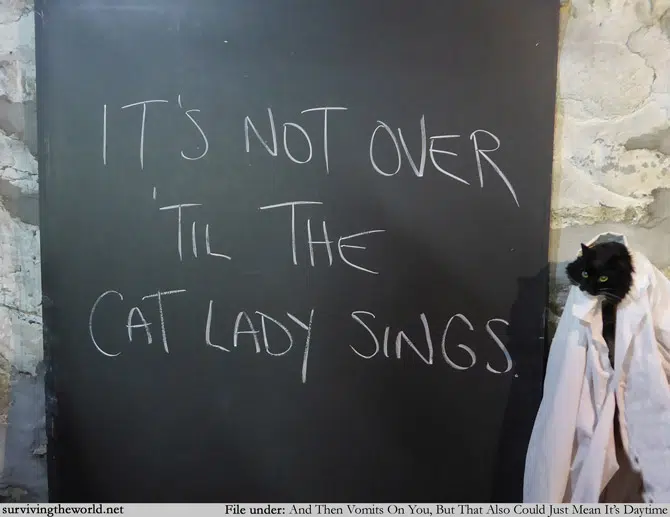 IT'S NOT OVER
'TIL THE
CAT LADY SINGS.
survivingtheworld.net File under: And Then Vomits On You, But That Also Could Just Mean It's Daytime